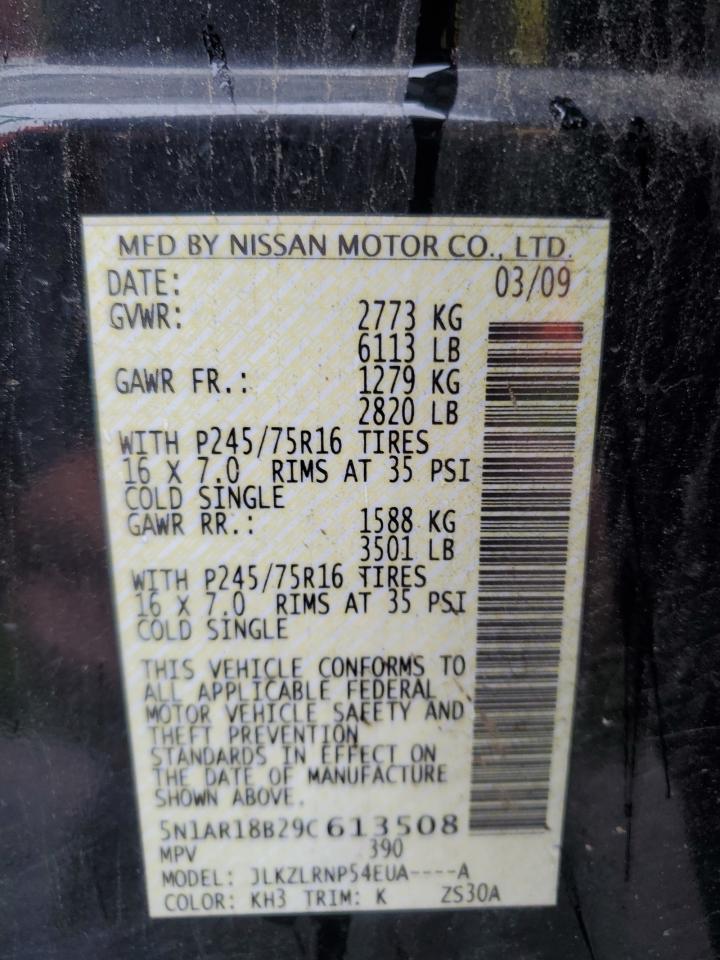 MFD BY NISSAN MOTOR CO., LTD.
DATE: 03/09
GVWR: 2773 KG
6113 LB
GAWR FR.: 1279 KG
2820 LB
WITH P245/75R16 TIRES
16 X 7.0 RIMS AT 35 PSI
COLD SINGLE
GAWR RR.: 1588 KG
3501 LB
WITH P245/75R16 TIRES
16 X 7.0 RIMS AT 35 PSI
COLD SINGLE
THIS VEHICLE CONFORMS TO
ALL APPLICABLE FEDERAL
MOTOR VEHICLE SAFETY AND
THEFT PREVENTION
STANDARDS IN EFFECT ON
THE DATE OF MANUFACTURE
SHOWN ABOVE.
5N1AR18B29C613508
MPV 390
MODEL: JLKZLRNP54EUA----A
COLOR: KH3 TRIM: K ZS30A